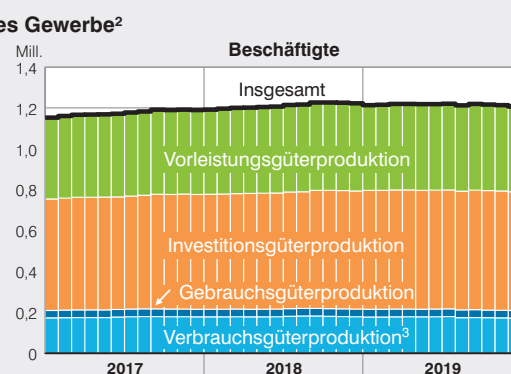 es Gewerbe²
Mill.
Beschäftigte
1,4
Insgesamt
1,2
Vorleistungsgüterproduktion
1,0
0,8
0,6
Investitionsgüterproduktion
0,4
Gebrauchsgüterproduktion
0,2
Verbrauchsgüterproduktion³
0
2017 2018 2019